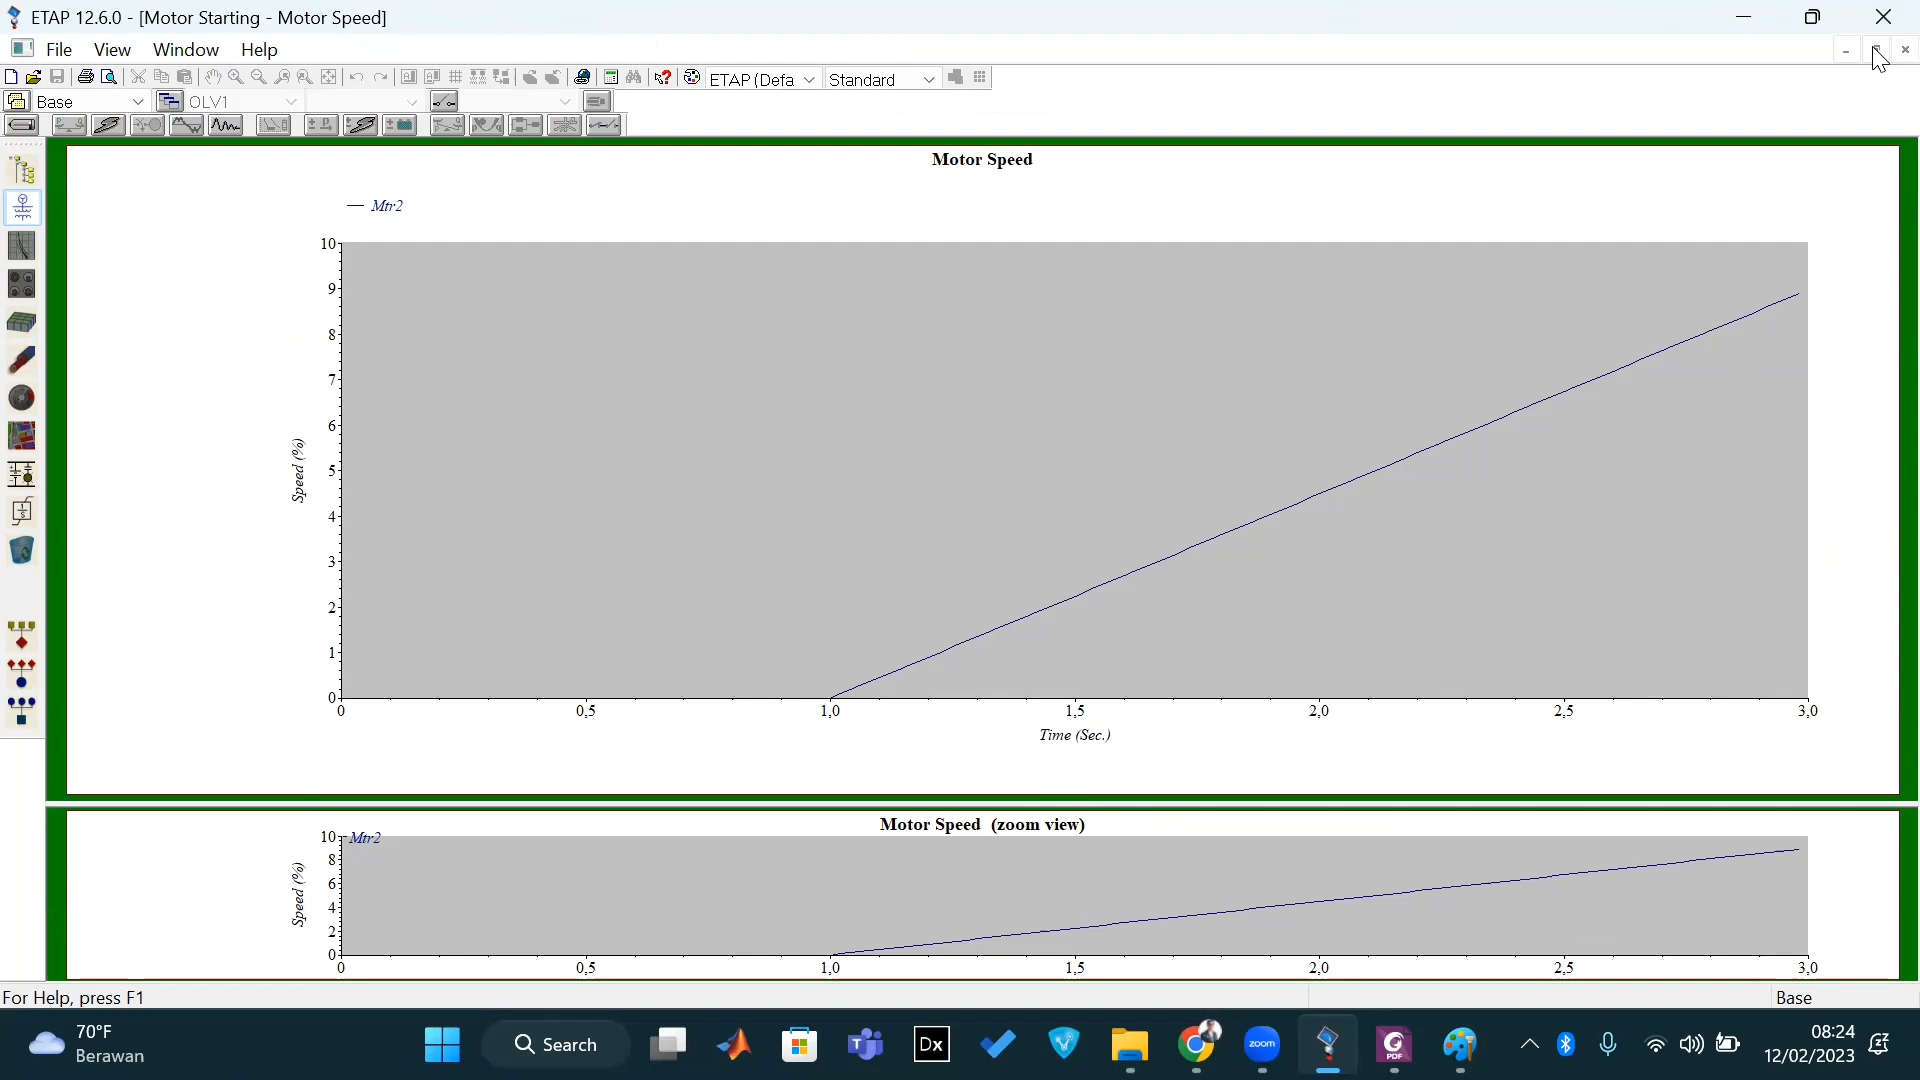 ETAP 12.6.0 - [Motor Starting - Motor Speed]
File View Window Help
ETAP (Defa Standard
Base OLV1
Motor Speed
Mtr2
10
9
8
7
6
5
4
3
2
1
0
Speed (%)
0 0,5 1,0 1,5 2,0 2,5 3,0
Time (Sec.)
Motor Speed (zoom view)
Mtr2
10
8
6
4
2
0
Speed (%)
0 0,5 1,0 1,5 2,0 2,5 3,0
For Help, press F1 Base
70°F
Berawan
Search
Dx
zoom
PDF
08:24
12/02/2023